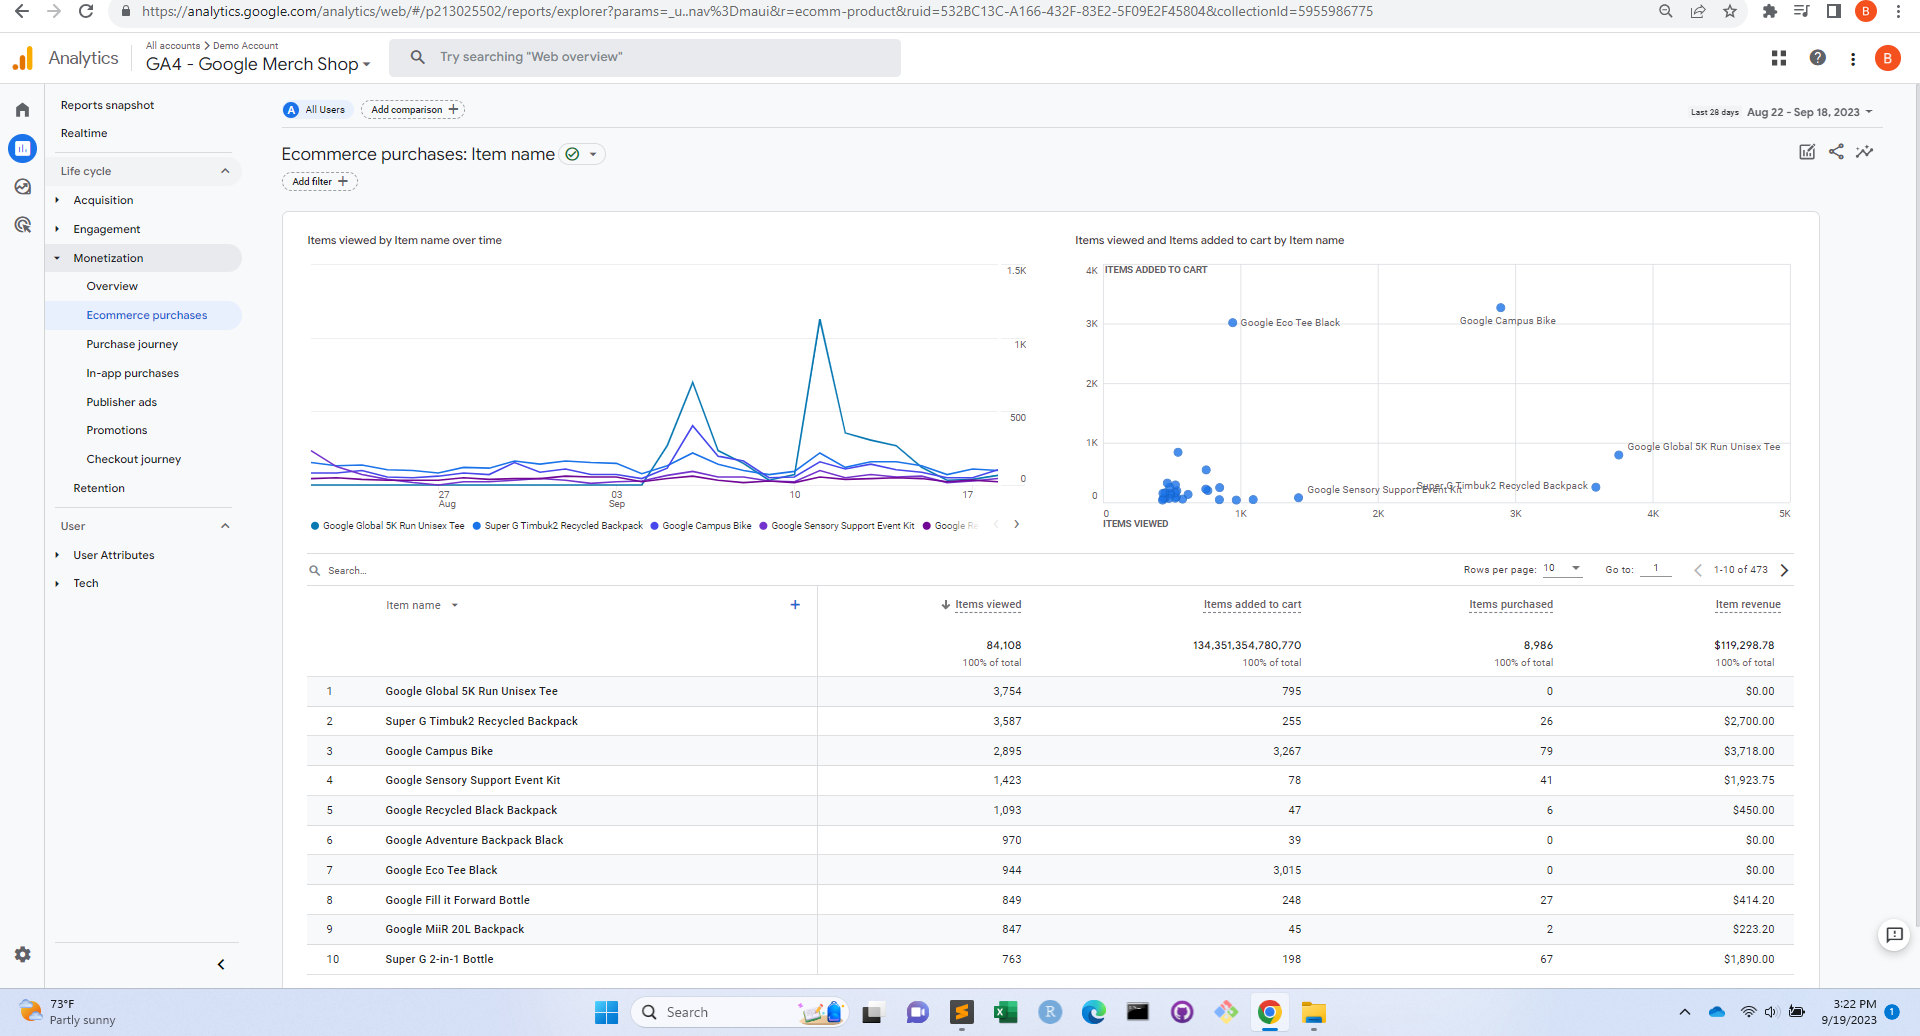 https://analytics.google.com/analytics/web/#/p213025502/reports/explorer?params=_u..nav%3Dmaui&r=ecomm-product&ruid=532BC13C-A166-432F-83E2-5F09E2F45804&collectionId=5955986775
B
Analytics
All accounts > Demo Account
GA4 - Google Merch Shop
Try searching "Web overview"
B
Reports snapshot
Realtime
Life cycle
Acquisition
Engagement
Monetization
Overview
Ecommerce purchases
Purchase journey
In-app purchases
Publisher ads
Promotions
Checkout journey
Retention
User
User Attributes
Tech
A All Users
Add comparison +
Last 28 days Aug 22 - Sep 18, 2023
Ecommerce purchases: Item name
Add filter +
Items viewed by Item name over time
1.5K
1K
500
0
27 Aug
03 Sep
10
17
Google Global 5K Run Unisex Tee
Super G Timbuk2 Recycled Backpack
Google Campus Bike
Google Sensory Support Event Kit
Google Re
Items viewed and Items added to cart by Item name
4K
ITEMS ADDED TO CART
3K
2K
1K
0
Google Eco Tee Black
Google Campus Bike
Google Global 5K Run Unisex Tee
Google Sensory Support Event Kit
Super G Timbuk2 Recycled Backpack
0 1K 2K 3K 4K 5K
ITEMS VIEWED
Search...
Rows per page: 10
Go to: 1
1-10 of 473
Item name + Items viewed Items added to cart Items purchased Item revenue
84,108 134,351,354,780,770 8,986 $119,298.78
100% of total 100% of total 100% of total 100% of total
1 Google Global 5K Run Unisex Tee 3,754 795 0 $0.00
2 Super G Timbuk2 Recycled Backpack 3,587 255 26 $2,700.00
3 Google Campus Bike 2,895 3,267 79 $3,718.00
4 Google Sensory Support Event Kit 1,423 78 41 $1,923.75
5 Google Recycled Black Backpack 1,093 47 6 $450.00
6 Google Adventure Backpack Black 970 39 0 $0.00
7 Google Eco Tee Black 944 3,015 0 $0.00
8 Google Fill it Forward Bottle 849 248 27 $414.20
9 Google MiiR 20L Backpack 847 45 2 $223.20
10 Super G 2-in-1 Bottle 763 198 67 $1,890.00
73°F
Partly sunny
Search
R
3:22 PM
9/19/2023
1